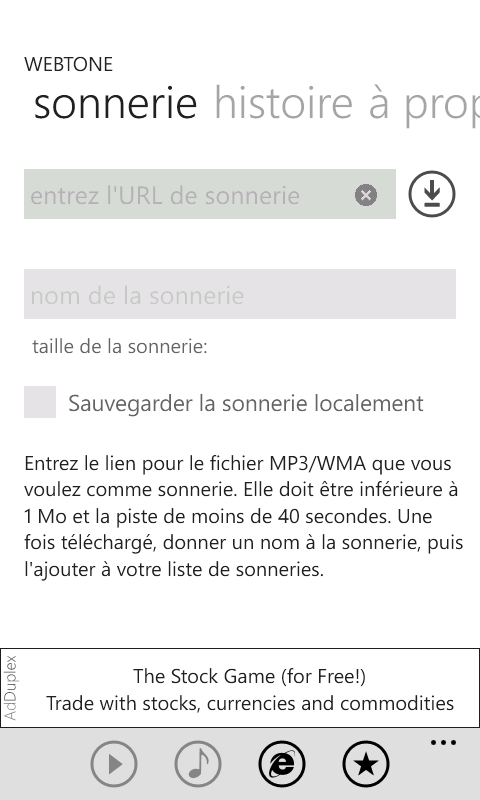 WEBTONE
sonnerie histoire à prop
entrez l'URL de sonnerie
nom de la sonnerie
taille de la sonnerie:
Sauvegarder la sonnerie localement
Entrez le lien pour le fichier MP3/WMA que vous
voulez comme sonnerie. Elle doit être inférieure à
1 Mo et la piste de moins de 40 secondes. Une
fois téléchargé, donner un nom à la sonnerie, puis
l'ajouter à votre liste de sonneries.
AdDuplex
The Stock Game (for Free!)
Trade with stocks, currencies and commodities